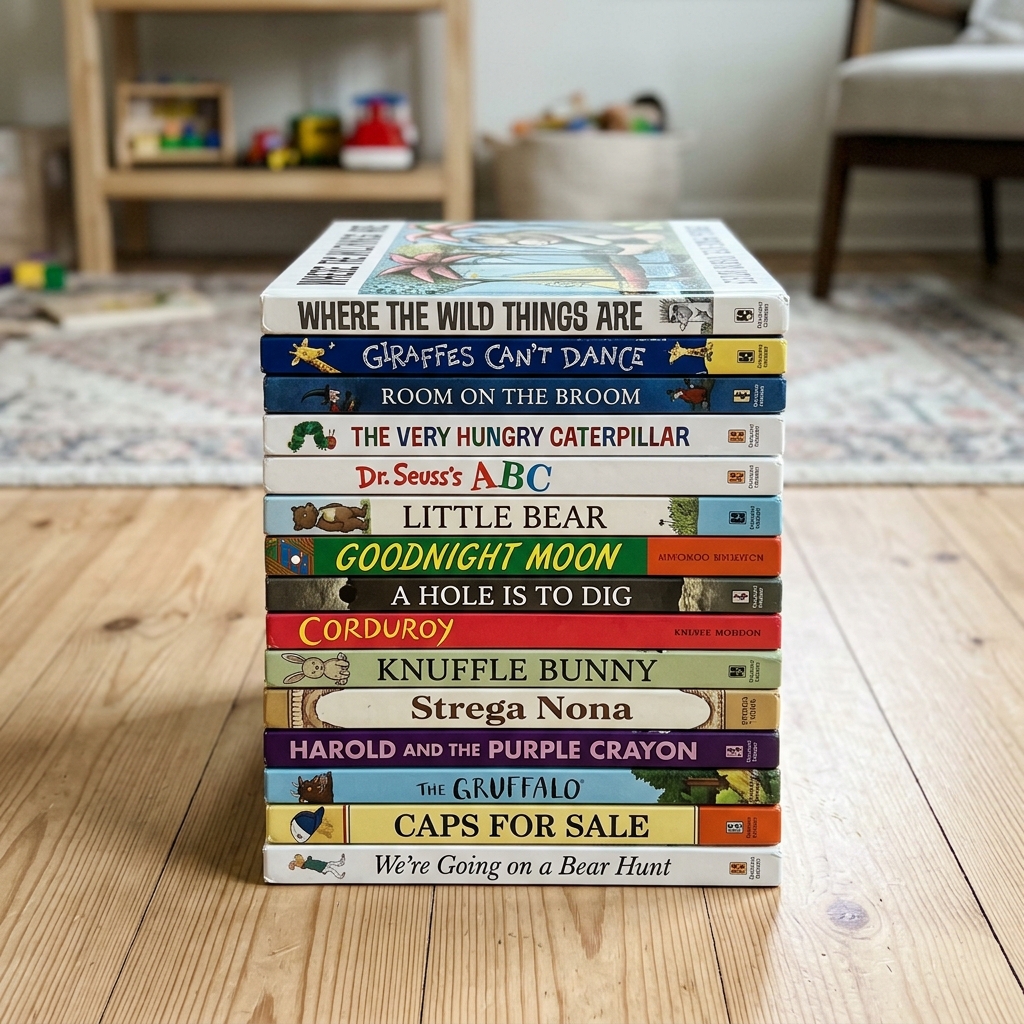 WHERE THE WILD THINGS ARE
GIRAFFES CAN'T DANCE
ROOM ON THE BROOM
THE VERY HUNGRY CATERPILLAR
Dr. Seuss's ABC
LITTLE BEAR
GOODNIGHT MOON
A HOLE IS TO DIG
CORDUROY
KNUFFLE BUNNY
Strega Nona
HAROLD AND THE PURPLE CRAYON
THE GRUFFALO
CAPS FOR SALE
We're Going on a Bear Hunt